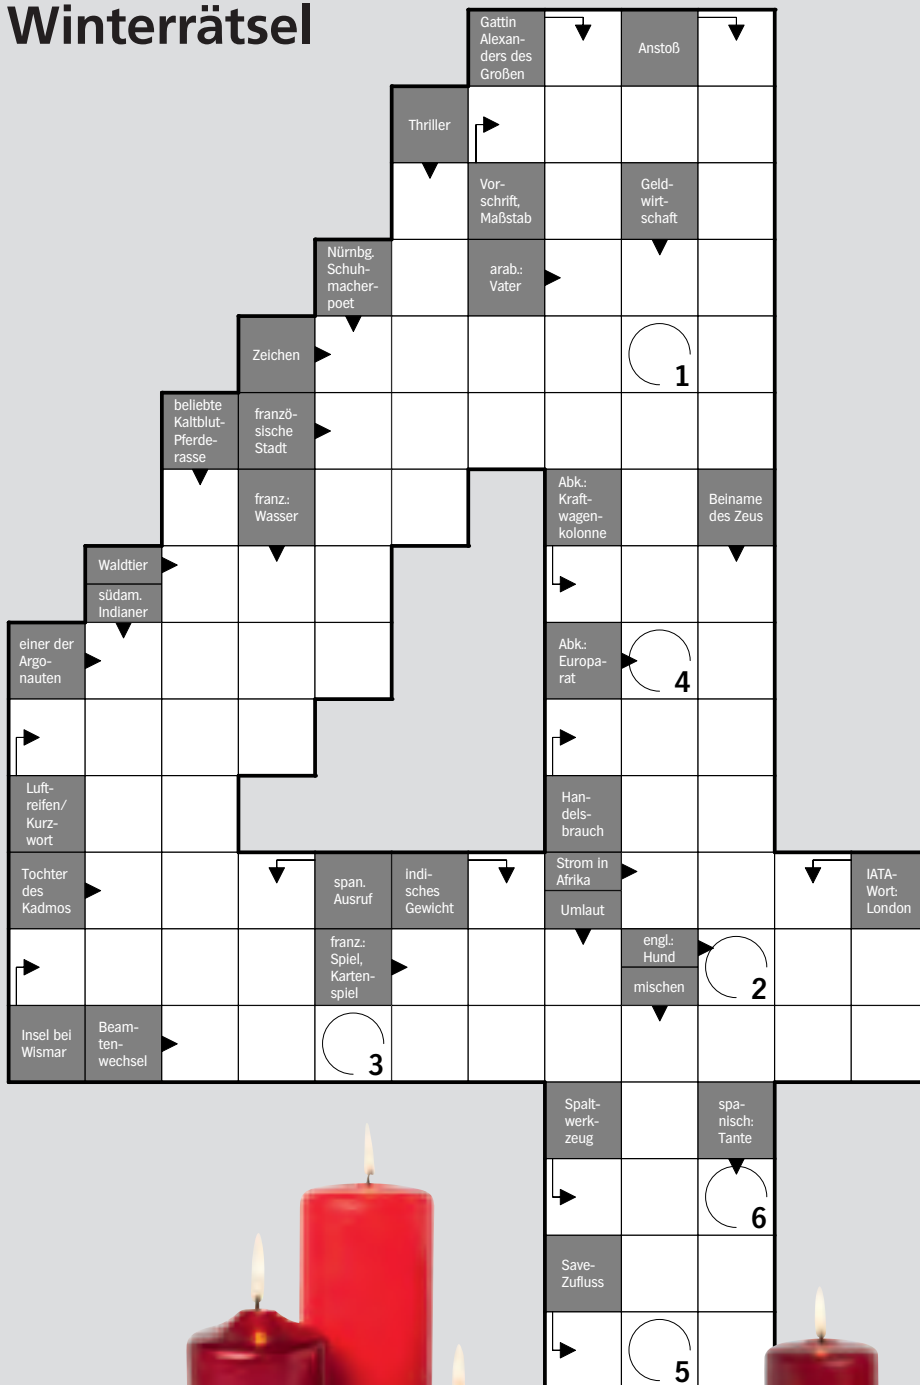 Winterrätsel
Gattin
Alexan-
ders des
Großen
Anstoß
Thriller
Vor-
schrift,
Maßstab
Geld-
wirt-
schaft
Nürnbg.
Schuh-
macher-
poet
arab.:
Vater
Zeichen
1
beliebte
Kaltblut-
Pferde-
rasse
franzö-
sische
Stadt
franz.:
Wasser
Abk.:
Kraft-
wagen-
kolonne
Beiname
des Zeus
Waldtier
südam.
Indianer
einer der
Argo-
nauten
Abk.:
Europa-
rat
4
Luft-
reifen/
Kurz-
wort
Han-
dels-
brauch
Tochter
des
Kadmos
span.
Ausruf
indi-
sches
Gewicht
Strom in
Afrika
Umlaut
IATA-
Wort:
London
franz.:
Spiel,
Karten-
spiel
engl.:
Hund
mischen
2
Insel bei
Wismar
Beam-
ten-
wechsel
3
Spalt-
werk-
zeug
spa-
nisch:
Tante
6
Save-
Zufluss
5